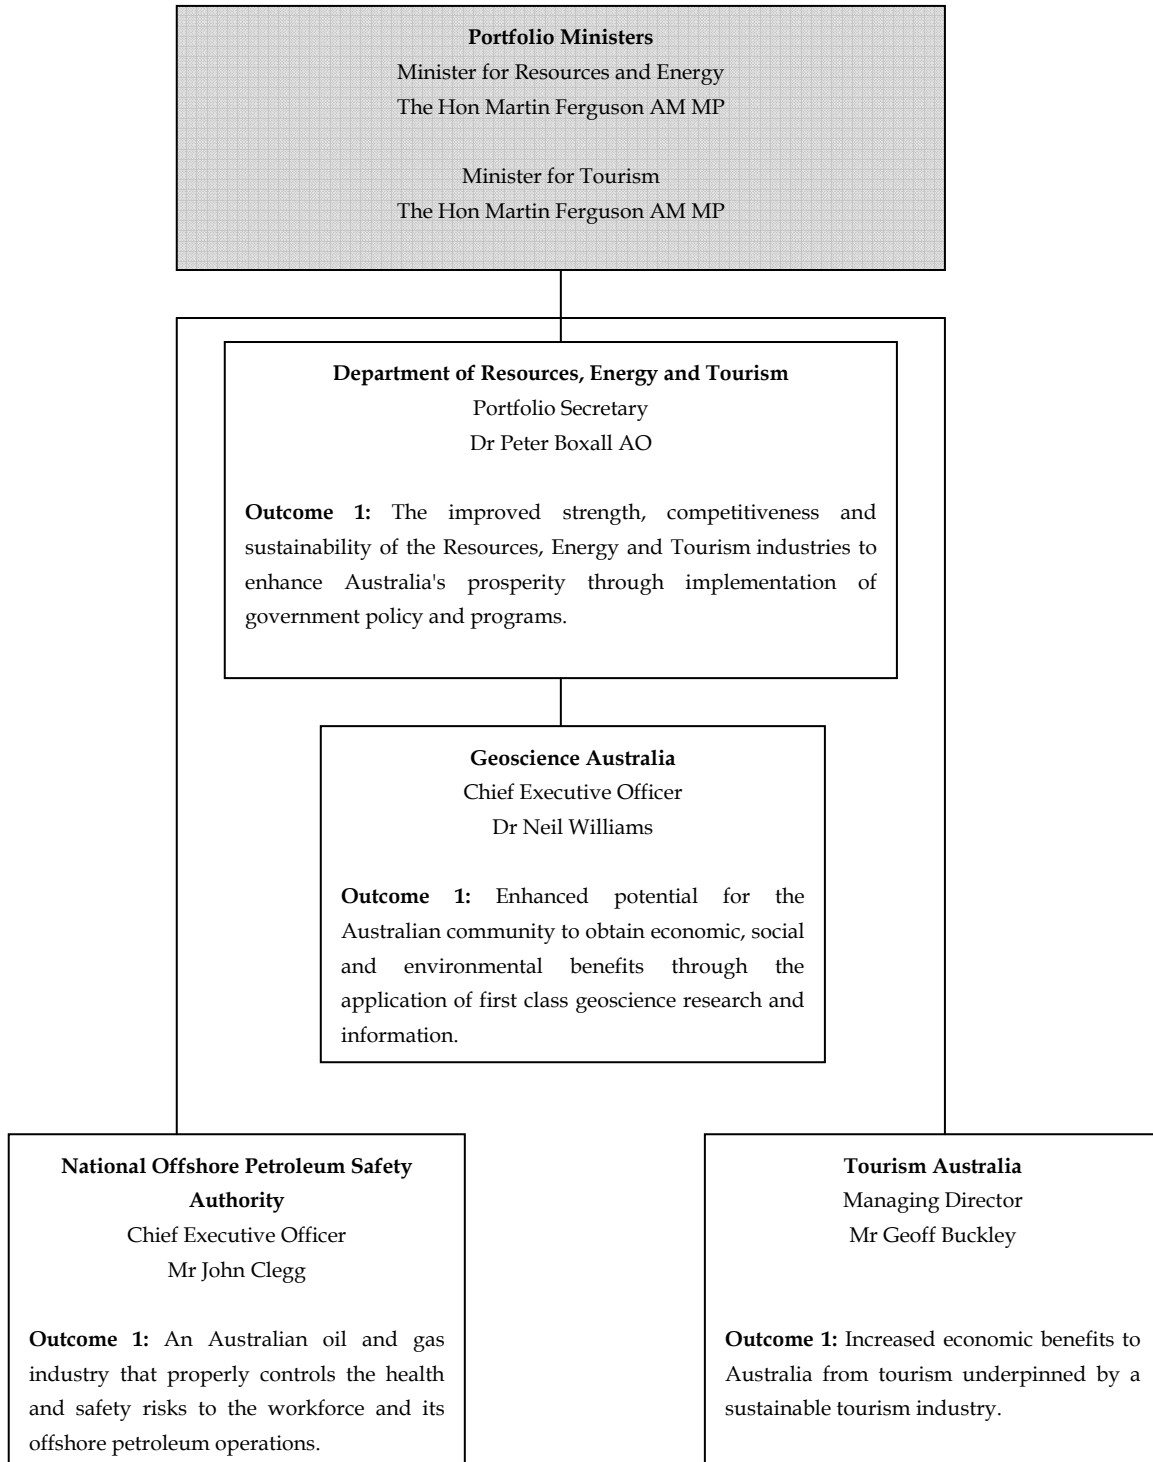 Portfolio Ministers
Minister for Resources and Energy
The Hon Martin Ferguson AM MP
Minister for Tourism
The Hon Martin Ferguson AM MP
Department of Resources, Energy and Tourism
Portfolio Secretary
Dr Peter Boxall AO
Outcome 1: The improved strength, competitiveness and
sustainability of the Resources, Energy and Tourism industries to
enhance Australia's prosperity through implementation of
government policy and programs.
Geoscience Australia
Chief Executive Officer
Dr Neil Williams
Outcome 1: Enhanced potential for the
Australian community to obtain economic, social
and environmental benefits through the
application of first class geoscience research and
information.
National Offshore Petroleum Safety
Authority
Chief Executive Officer
Mr John Clegg
Outcome 1: An Australian oil and gas
industry that properly controls the health
and safety risks to the workforce and its
offshore petroleum operations.
Tourism Australia
Managing Director
Mr Geoff Buckley
Outcome 1: Increased economic benefits to
Australia from tourism underpinned by a
sustainable tourism industry.